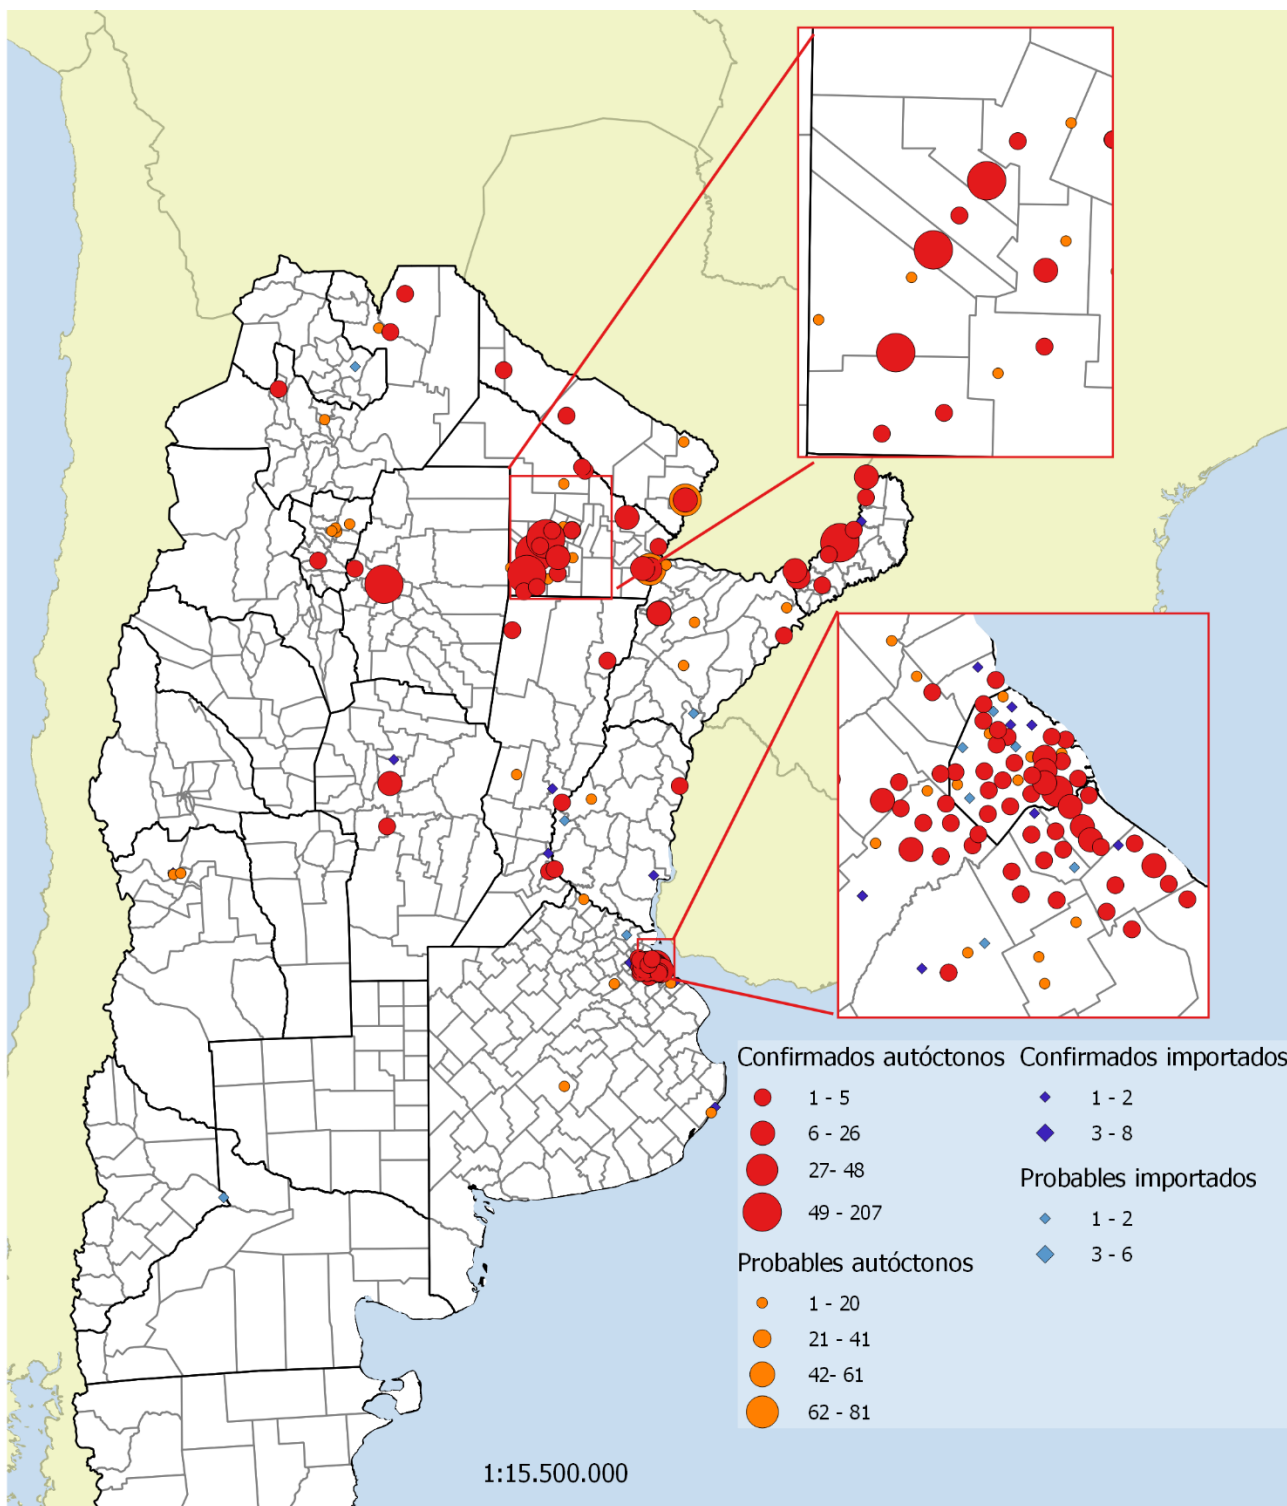 Confirmados autóctonos
1 - 5
6 - 26
27- 48
49 - 207
Probables autóctonos
1 - 20
21 - 41
42- 61
62 - 81
Confirmados importados
1 - 2
3 - 8
Probables importados
1 - 2
3 - 6
1:15.500.000